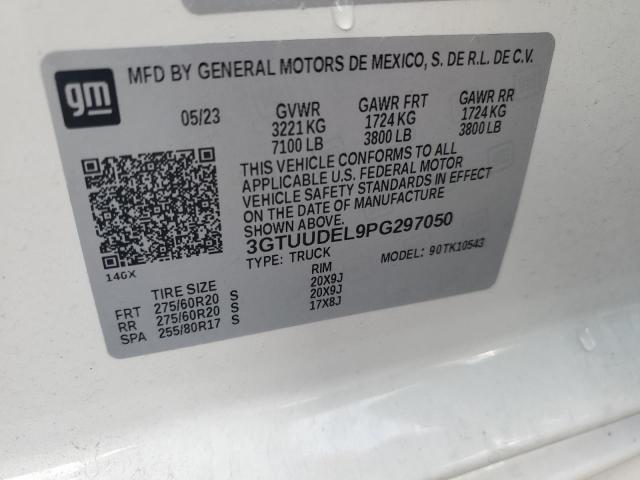 gm
MFD BY GENERAL MOTORS DE MEXICO, S. DE R.L. DE C.V.
05/23 GVWR GAWR FRT GAWR RR
3221 KG 1724 KG 1724 KG
7100 LB 3800 LB 3800 LB
THIS VEHICLE CONFORMS TO ALL
APPLICABLE U.S. FEDERAL MOTOR
VEHICLE SAFETY STANDARDS IN EFFECT
ON THE DATE OF MANUFACTURE
SHOWN ABOVE.
3GTUUDEL9PG297050
TYPE: TRUCK MODEL: 90TK10543
14GX
TIRE SIZE RIM
FRT 275/60R20 S 20X9J
RR 275/60R20 S 20X9J
SPA 255/80R17 S 17X8J